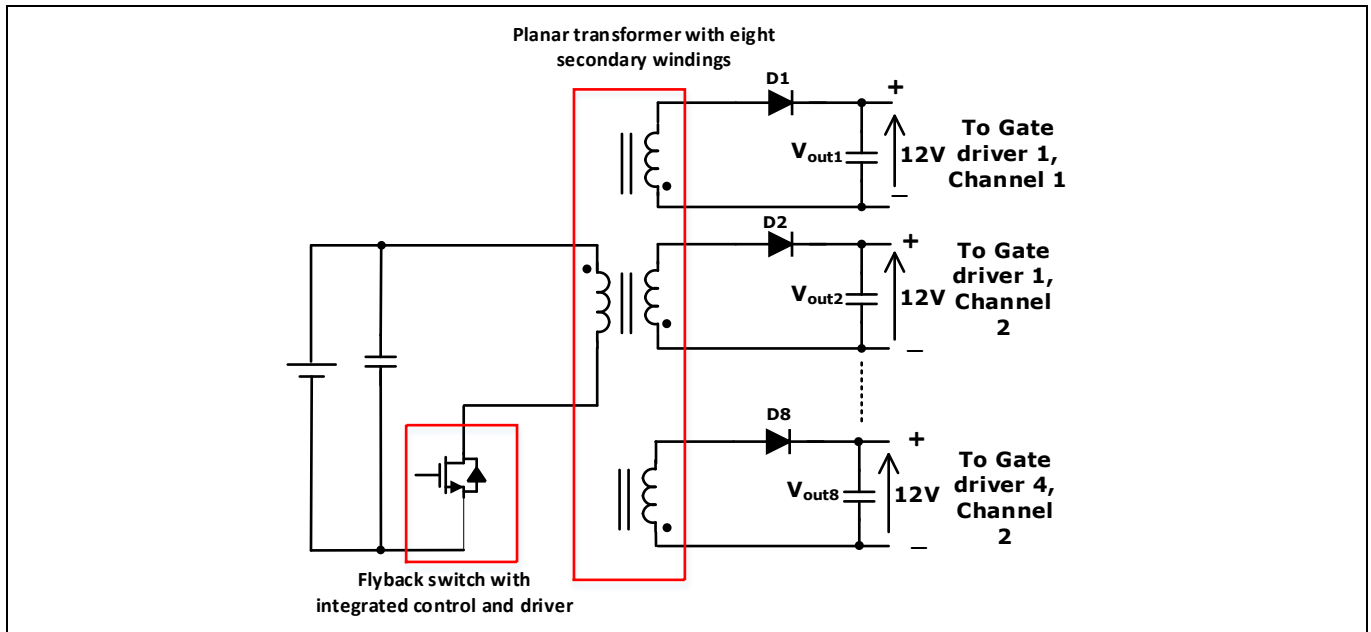 Planar transformer with eight
secondary windings
D1
+
Vout1
12V
To Gate
driver 1,
Channel 1
−
D2
+
Vout2
12V
To Gate
driver 1,
Channel
2
−
D8
+
Vout8
12V
To Gate
driver 4,
Channel
2
−
Flyback switch with
integrated control and driver